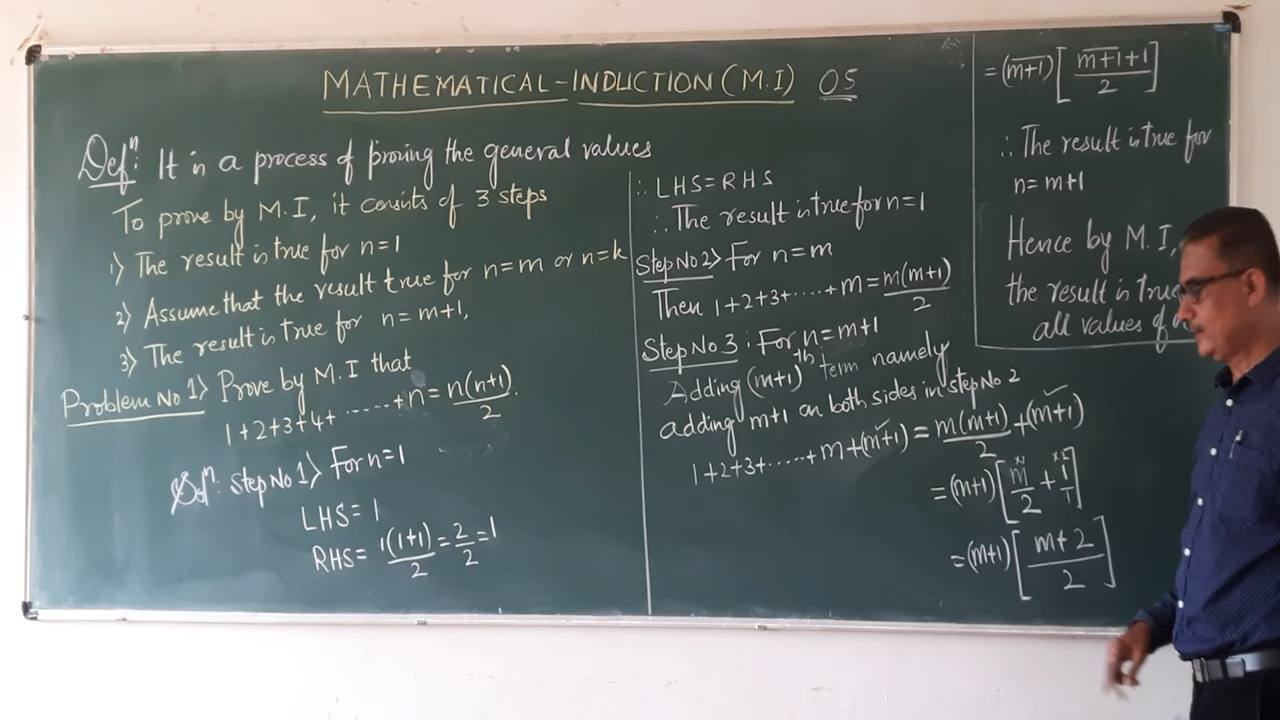 MATHEMATICAL-INDUCTION (M.I) 05
Defⁿ: It is a process of proving the general values
To prove by M.I, it consists of 3 steps
1) The result is true for n=1
2) Assume that the result true for n=m or n=k
3) The result is true for n=m+1,
Problem No 1) Prove by M.I that
1+2+3+4+......+n=n(n+1)/2.
Solⁿ: Step No 1) For n=1
LHS = 1
RHS = 1(1+1)/2=2/2=1
∴ LHS=RHS
∴ The result is true for n=1
Step No 2) For n=m
Then 1+2+3+......+m=m(m+1)/2
Step No 3: For n=m+1
Adding (m+1)th term namely
adding m+1 on both sides in step No 2
1+2+3+......+m+(m+1)=m(m+1)/2+(m+1)
=(m+1)[m/2+1/1]
=(m+1)[m+2/2]
=(m+1)[m+1+1/2]
∴ The result is true for
n=m+1
Hence by M.I,
the result is true
all values of n